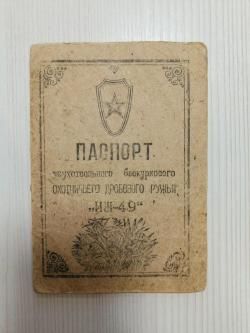 ПАСПОРТ
двухствольного бескуркового
охотничьего дробового ружья
„ИЖ-49“